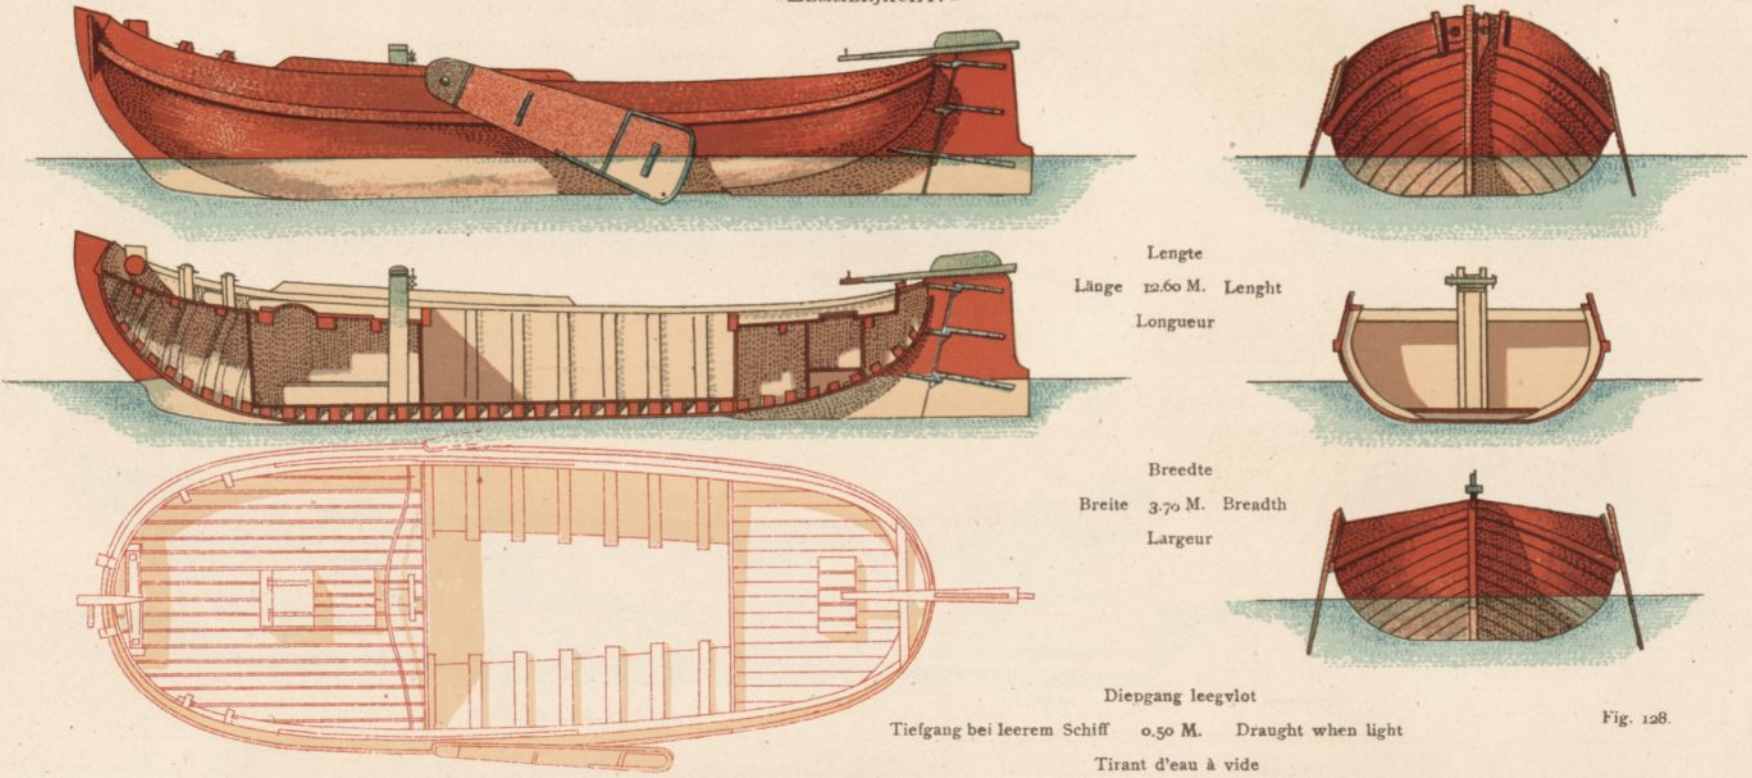 Lengte
Länge 12.60 M. Lenght
Longueur
Breedte
Breite 3.70 M. Breadth
Largeur
Diepgang leegvlot
Tiefgang bei leerem Schiff 0.50 M. Draught when light
Tirant d'eau à vide
Fig. 128.